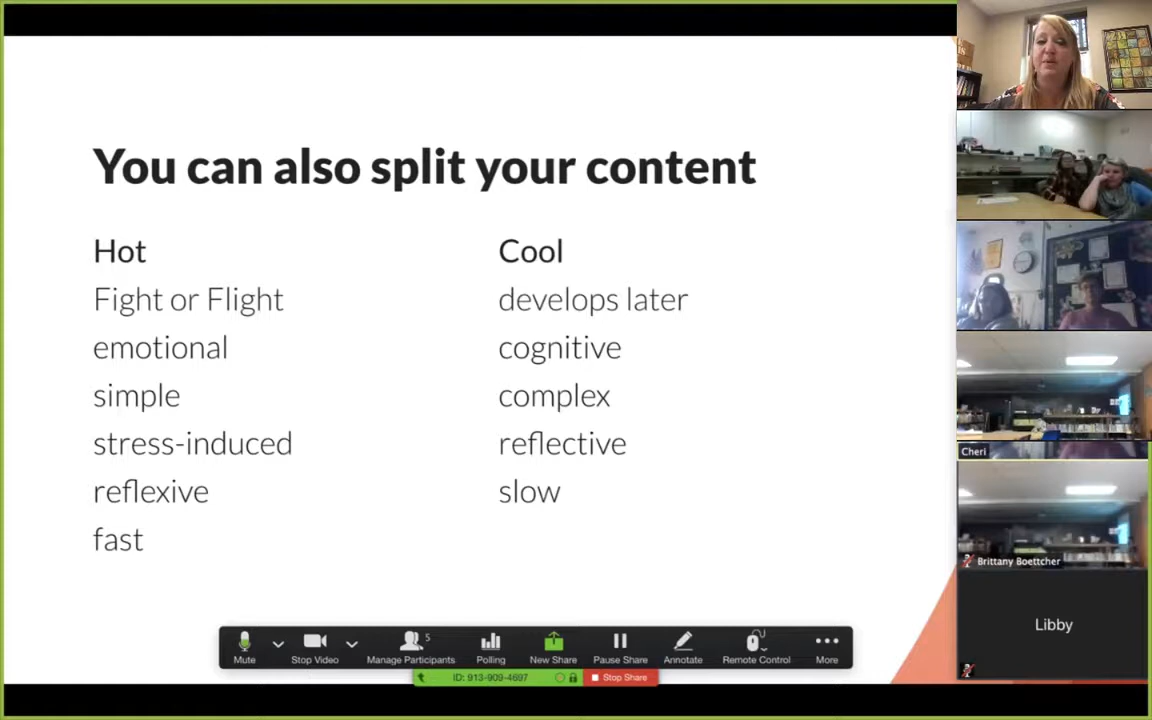 You can also split your content
Hot
Fight or Flight
emotional
simple
stress-induced
reflexive
fast
Cool
develops later
cognitive
complex
reflective
slow
Cheri
Brittany Boettcher
Libby
5
Mute
Stop Video
Manage Participants
Polling
New Share
Pause Share
Annotate
Remote Control
More
ID: 913-909-4697
Stop Share